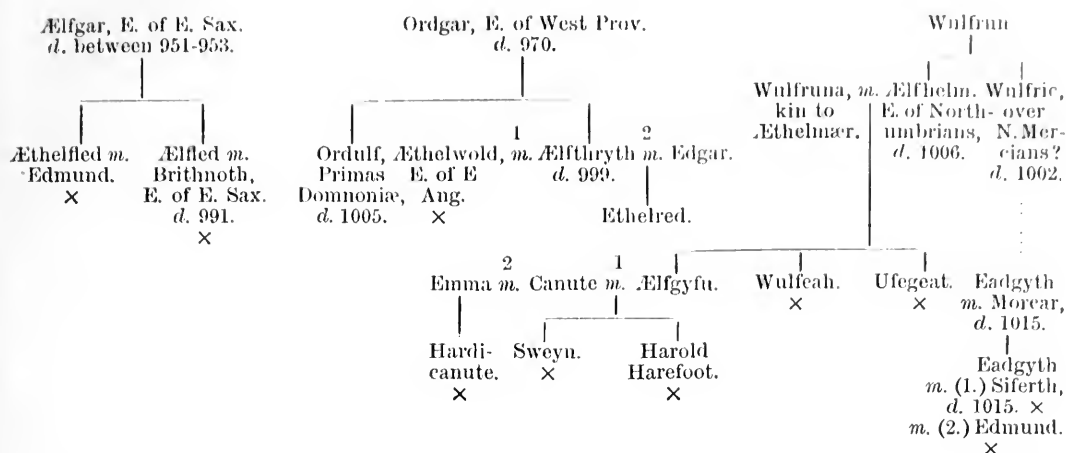 Ælfgar, E. of E. Sax.
d. between 951-953.
Æthelfled m.
Edmund.
×
Ælfled m.
Brithnoth,
E. of E. Sax.
d. 991.
×
Ordgar, E. of West Prov.
d. 970.
1
2
Ordulf,
Primas
Domnoniæ,
d. 1005.
Æthelwold, m. Ælfthryth m. Edgar.
E. of E
Ang.
×
d. 999.
Ethelred.
Wulfrun
Wulfruna, m. Ælfhelm.
kin to
Æthelmær.
E. of North-
umbrians,
d. 1006.
Wulfric,
over
N. Mer-
cians?
d. 1002.
2
1
Emma m. Canute m. Ælfgyfu.
Wulfeah.
×
Ufegeat.
×
Eadgyth
m. Morcar,
d. 1015.
Hardi-
canute.
×
Sweyn.
×
Harold
Harefoot.
×
Eadgyth
m. (1.) Siferth,
d. 1015. ×
m. (2.) Edmund.
×